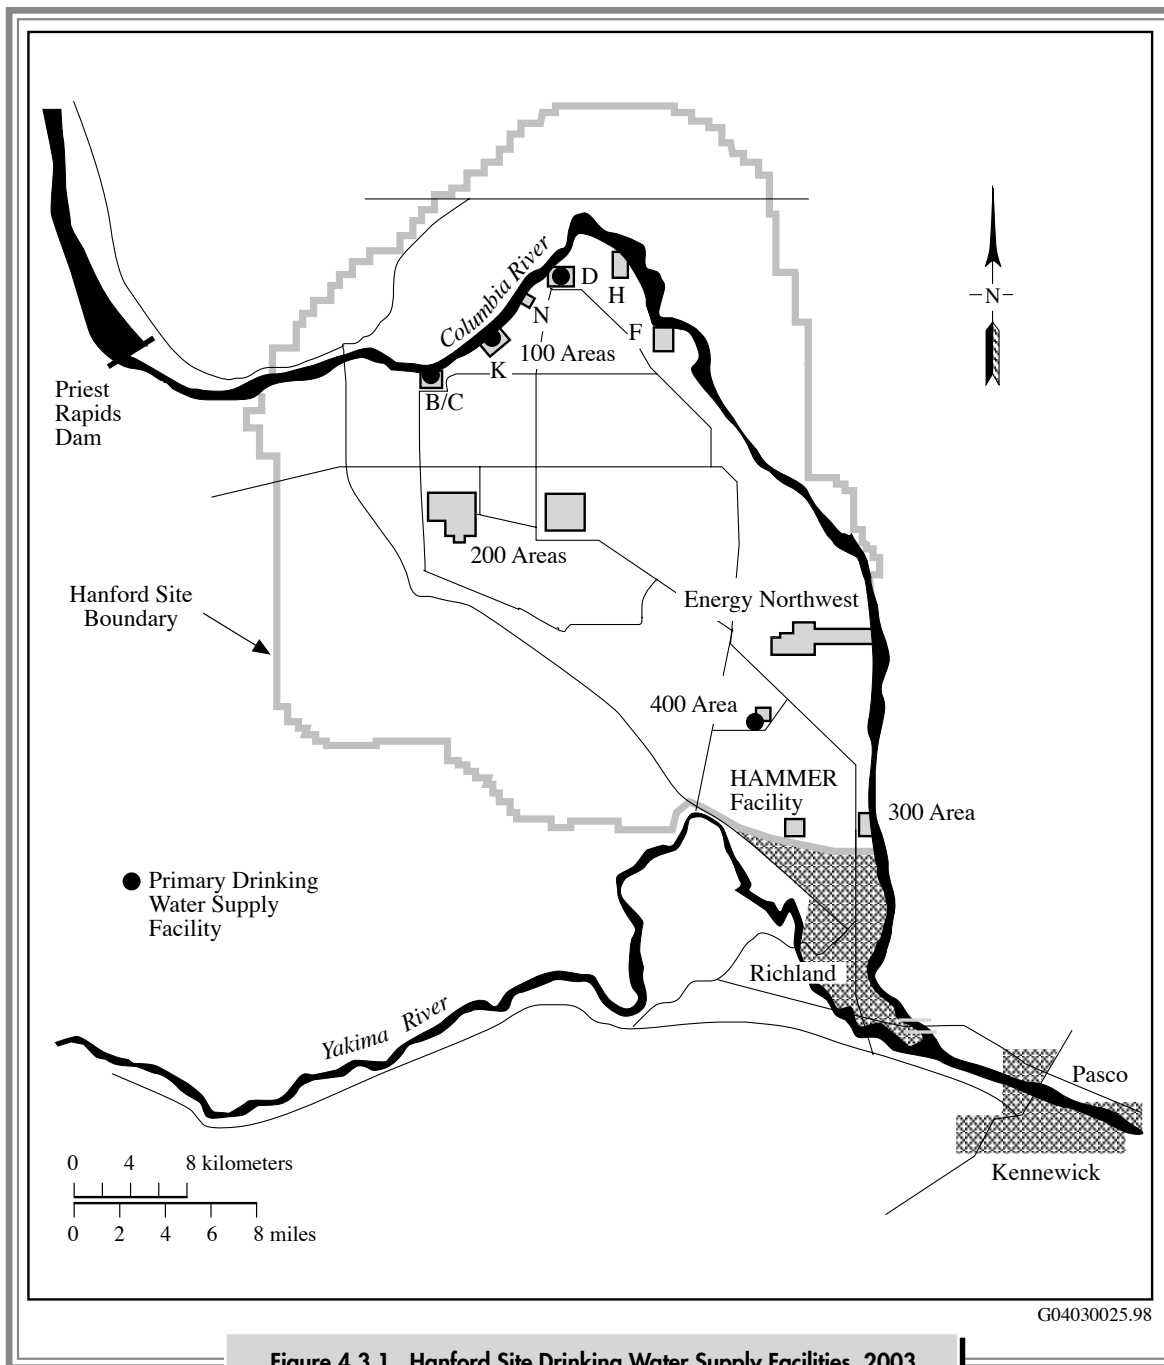 Columbia River
D
H
N
F
100 Areas
K
B/C
N
Priest
Rapids
Dam
200 Areas
Hanford Site
Boundary
Energy Northwest
400 Area
HAMMER
Facility
300 Area
Primary Drinking
Water Supply
Facility
Richland
Yakima River
Pasco
Kennewick
0 4 8 kilometers
0 2 4 6 8 miles
G04030025.98
Figure 4.3.1. Hanford Site Drinking Water Supply Facilities, 2003